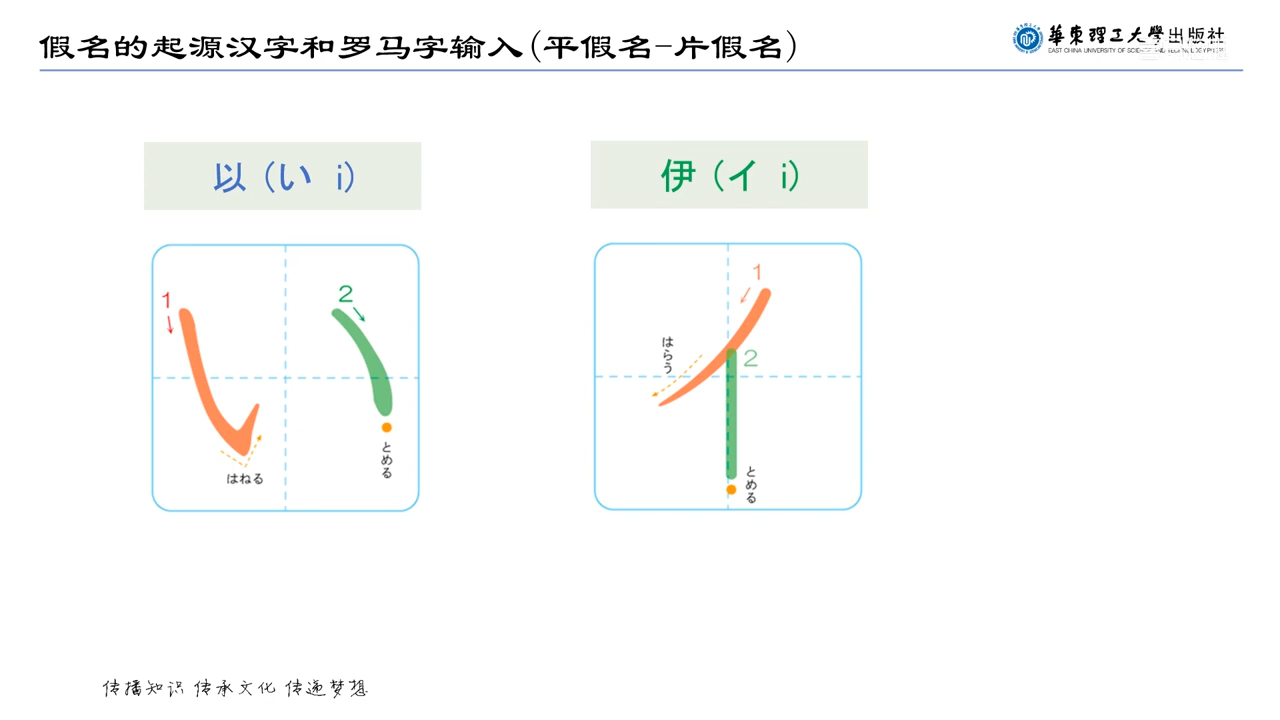 假名的起源汉字和罗马字输入(平假名-片假名)
華東理工大學出版社
以(い i)
伊(イ i)
1
2
はねる
とめる
1
2
はらう
とめる
传播知识 传承文化 传递梦想